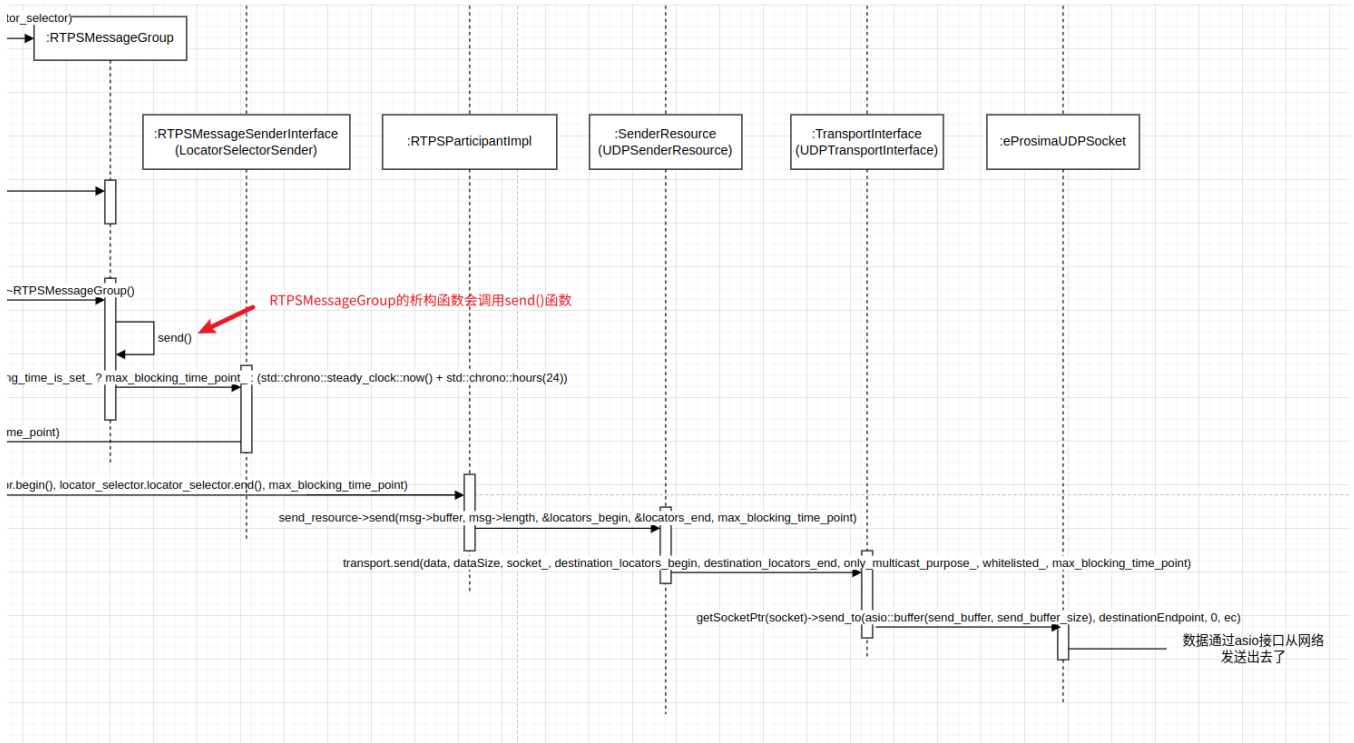 tor_selector)
:RTPSMessageGroup
:RTPSMessageSenderInterface
(LocatorSelectorSender)
:RTPSParticipantImpl
:SenderResource
(UDPSenderResource)
:TransportInterface
(UDPTransportInterface)
:eProsimaUDPSocket
~RTPSMessageGroup()
RTPSMessageGroup的析构函数会调用send()函数
send()
ng_time_is_set_ ? max_blocking_time_point_ : (std::chrono::steady_clock::now() + std::chrono::hours(24))
ime_point)
or.begin(), locator_selector.locator_selector.end(), max_blocking_time_point)
send_resource->send(msg->buffer, msg->length, &locators_begin, &locators_end, max_blocking_time_point)
transport.send(data, dataSize, socket_, destination_locators_begin, destination_locators_end, only_multicast_purpose_, whitelisted_, max_blocking_time_point)
getSocketPtr(socket)->send_to(asio::buffer(send_buffer, send_buffer_size), destinationEndpoint, 0, ec)
数据通过asio接口从网络
发送出去了